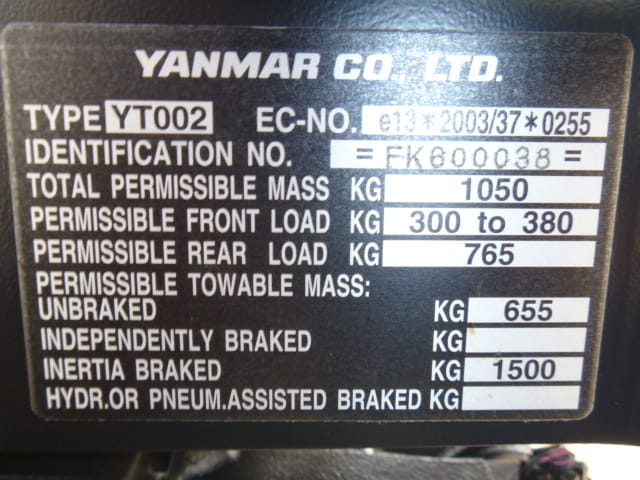 YANMAR CO., LTD.
TYPE YT002 EC-NO. e13*2003/37*0255
IDENTIFICATION NO. =FK600038=
TOTAL PERMISSIBLE MASS KG 1050
PERMISSIBLE FRONT LOAD KG 300 to 380
PERMISSIBLE REAR LOAD KG 765
PERMISSIBLE TOWABLE MASS:
UNBRAKED KG 655
INDEPENDENTLY BRAKED KG
INERTIA BRAKED KG 1500
HYDR.OR PNEUM.ASSISTED BRAKED KG